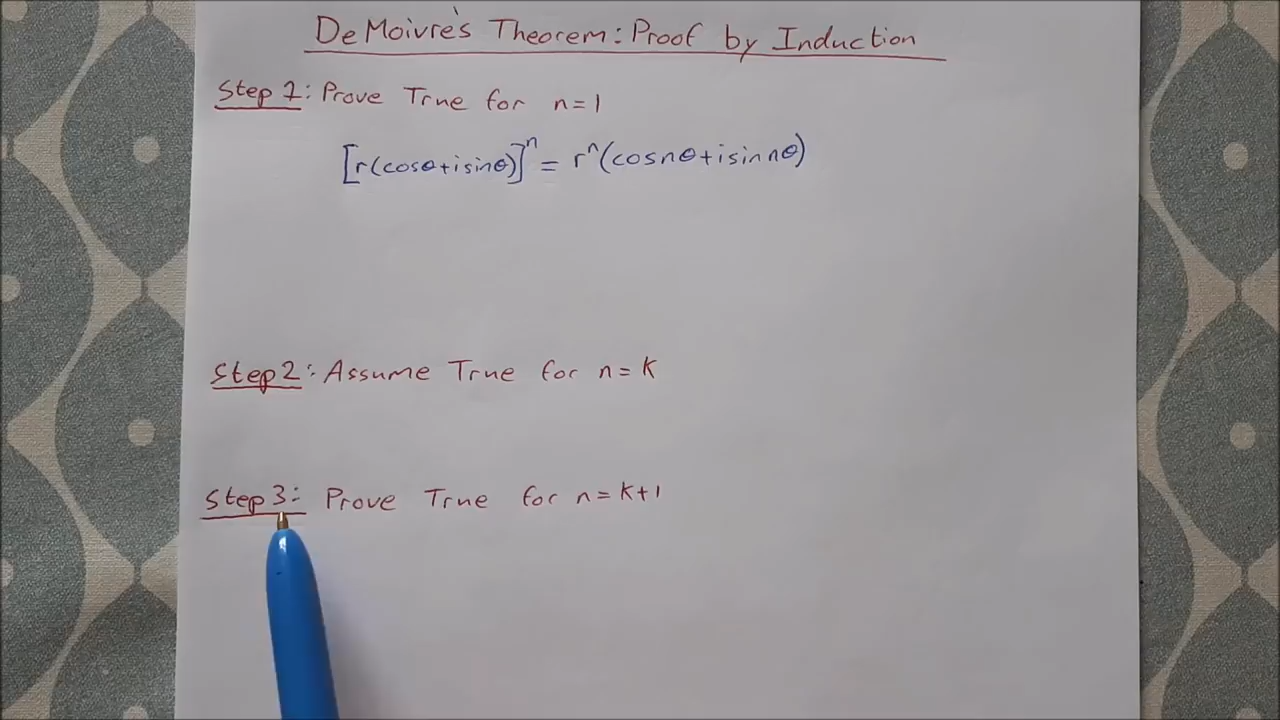 DeMoivre's Theorem: Proof by Induction
Step 1: Prove True for n=1
[r(cosθ+isinθ)]ⁿ = rⁿ(cosnθ+isinnθ)
Step 2: Assume True for n=k
Step 3: Prove True for n=k+1